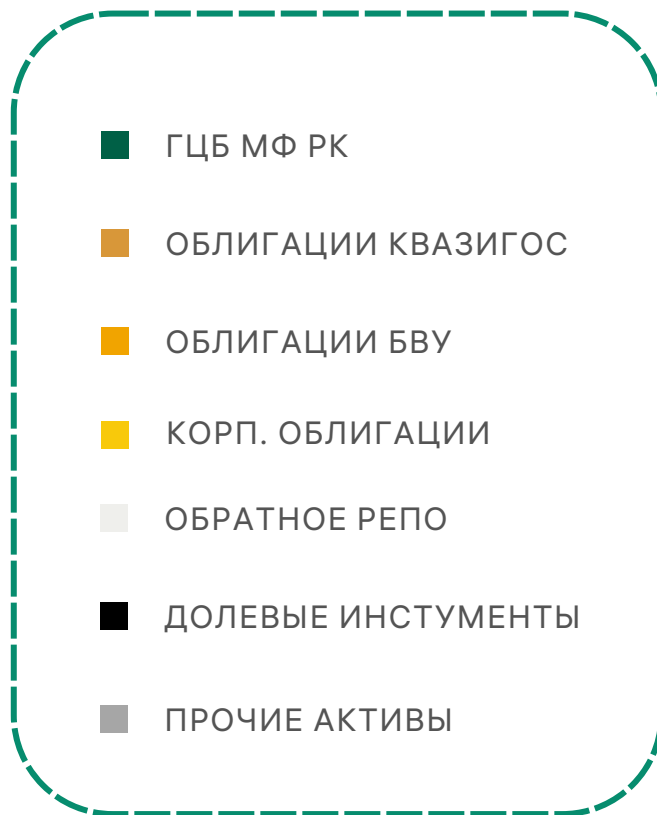 ГЦБ МФ РК
ОБЛИГАЦИИ КВАЗИГОС
ОБЛИГАЦИИ БВУ
КОРП. ОБЛИГАЦИИ
ОБРАТНОЕ РЕПО
ДОЛЕВЫЕ ИНСТУМЕНТЫ
ПРОЧИЕ АКТИВЫ